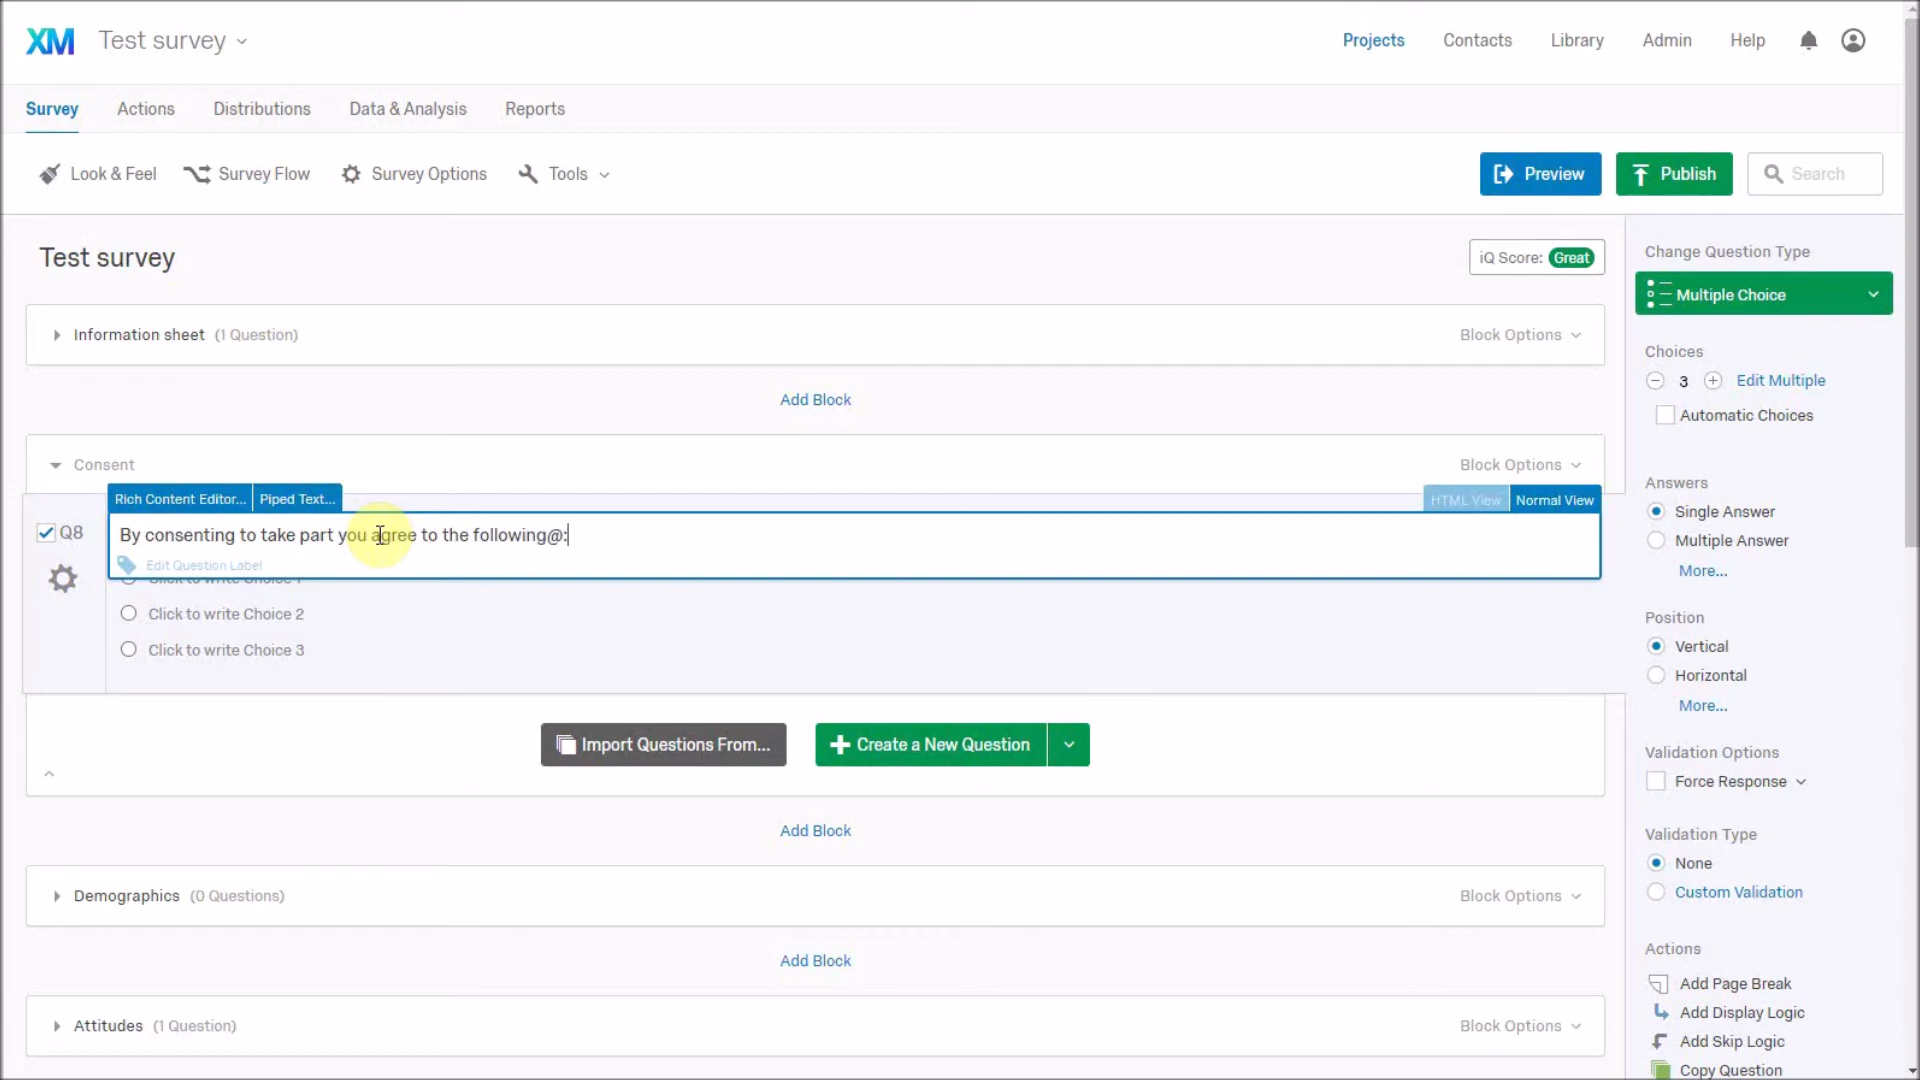 XM Test survey
Projects Contacts Library Admin Help
Survey Actions Distributions Data & Analysis Reports
Look & Feel Survey Flow Survey Options Tools
Preview Publish Search
Test survey
iQ Score: Great
Information sheet (1 Question)
Block Options
Add Block
Consent
Block Options
Rich Content Editor... Piped Text...
HTML View Normal View
Q8
By consenting to take part you agree to the following@:
Edit Question Label
Click to write Choice 1
Click to write Choice 2
Click to write Choice 3
Import Questions From...
Create a New Question
Add Block
Demographics (0 Questions)
Block Options
Add Block
Attitudes (1 Question)
Block Options
Change Question Type
Multiple Choice
Choices
3 Edit Multiple
Automatic Choices
Answers
Single Answer
Multiple Answer
More...
Position
Vertical
Horizontal
More...
Validation Options
Force Response
Validation Type
None
Custom Validation
Actions
Add Page Break
Add Display Logic
Add Skip Logic
Copy Question